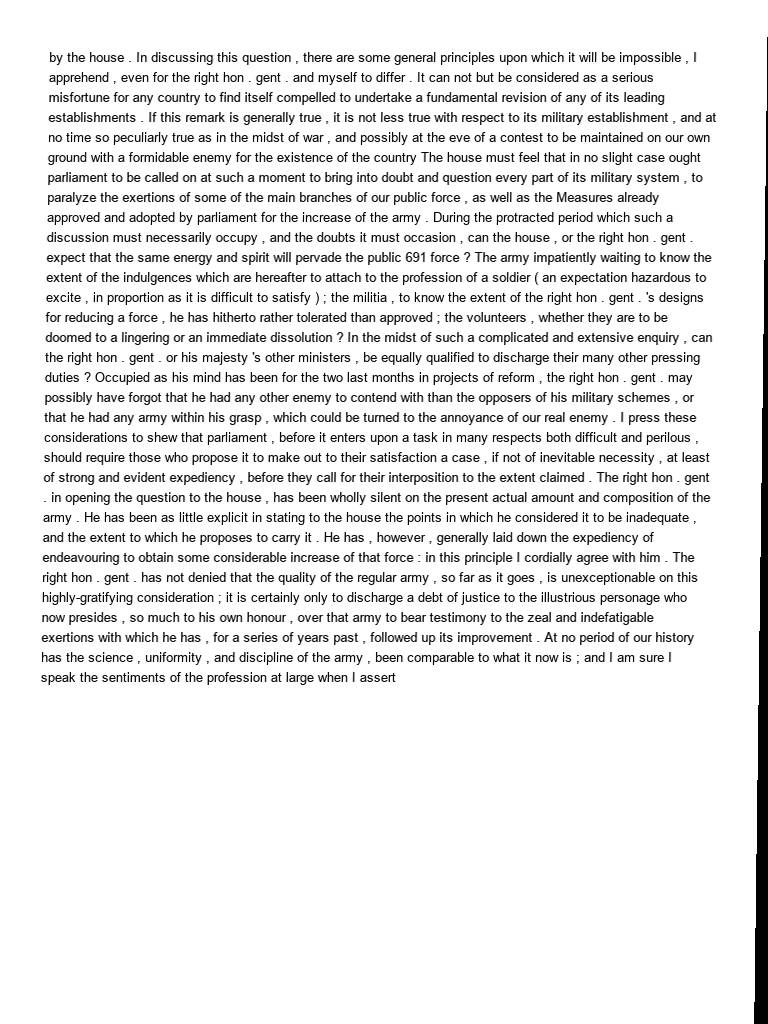 by the house . In discussing this question , there are some general principles upon which it will be impossible , I
apprehend , even for the right hon . gent . and myself to differ . It can not but be considered as a serious
misfortune for any country to find itself compelled to undertake a fundamental revision of any of its leading
establishments . If this remark is generally true , it is not less true with respect to its military establishment , and at
no time so peculiarly true as in the midst of war , and possibly at the eve of a contest to be maintained on our own
ground with a formidable enemy for the existence of the country The house must feel that in no slight case ought
parliament to be called on at such a moment to bring into doubt and question every part of its military system , to
paralyze the exertions of some of the main branches of our public force , as well as the Measures already
approved and adopted by parliament for the increase of the army . During the protracted period which such a
discussion must necessarily occupy , and the doubts it must occasion , can the house , or the right hon . gent .
expect that the same energy and spirit will pervade the public 691 force ? The army impatiently waiting to know the
extent of the indulgences which are hereafter to attach to the profession of a soldier ( an expectation hazardous to
excite , in proportion as it is difficult to satisfy ) ; the militia , to know the extent of the right hon . gent . 's designs
for reducing a force , he has hitherto rather tolerated than approved ; the volunteers , whether they are to be
doomed to a lingering or an immediate dissolution ? In the midst of such a complicated and extensive enquiry , can
the right hon . gent . or his majesty 's other ministers , be equally qualified to discharge their many other pressing
duties ? Occupied as his mind has been for the two last months in projects of reform , the right hon . gent . may
possibly have forgot that he had any other enemy to contend with than the opposers of his military schemes , or
that he had any army within his grasp , which could be turned to the annoyance of our real enemy . I press these
considerations to shew that parliament , before it enters upon a task in many respects both difficult and perilous ,
should require those who propose it to make out to their satisfaction a case , if not of inevitable necessity , at least
of strong and evident expediency , before they call for their interposition to the extent claimed . The right hon . gent
. in opening the question to the house , has been wholly silent on the present actual amount and composition of the
army . He has been as little explicit in stating to the house the points in which he considered it to be inadequate ,
and the extent to which he proposes to carry it . He has , however , generally laid down the expediency of
endeavouring to obtain some considerable increase of that force : in this principle I cordially agree with him . The
right hon . gent . has not denied that the quality of the regular army , so far as it goes , is unexceptionable on this
highly-gratifying consideration ; it is certainly only to discharge a debt of justice to the illustrious personage who
now presides , so much to his own honour , over that army to bear testimony to the zeal and indefatigable
exertions with which he has , for a series of years past , followed up its improvement . At no period of our history
has the science , uniformity , and discipline of the army , been comparable to what it now is ; and I am sure I
speak the sentiments of the profession at large when I assert